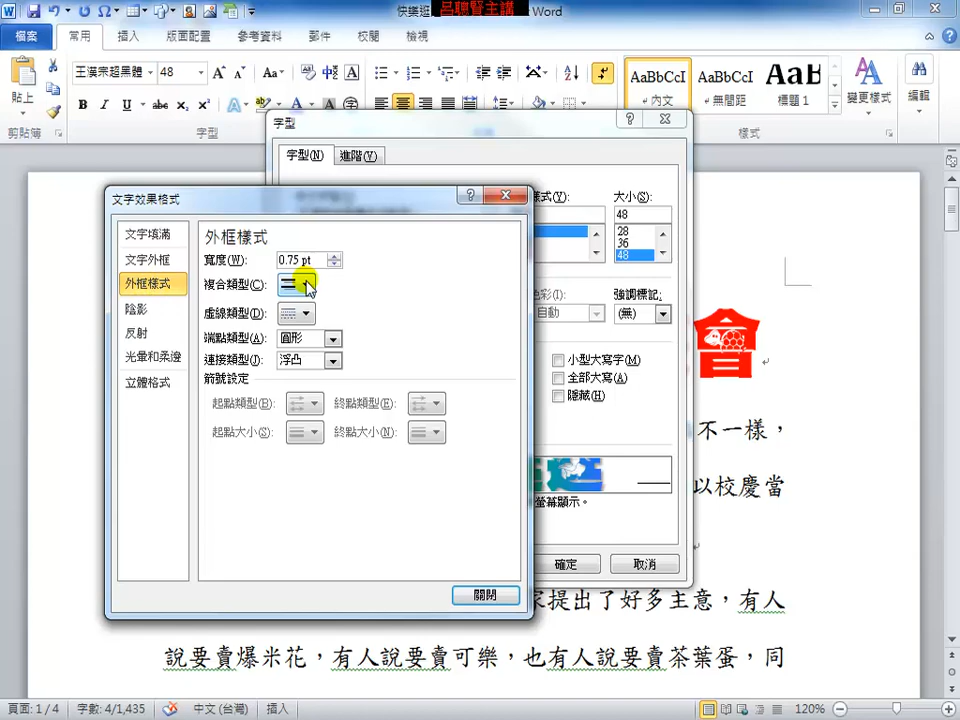 快樂逛
呂聰賢主講
Word
檔案
常用
插入
版面配置
參考資料
郵件
校閱
檢視
貼上
王漢宗超黑體
48
Aa
B I U abc X₂ X²
剪貼簿
字型
AaBbCcI
內文
AaBbCcI
無間距
AaB
標題 1
變更樣式
樣式
編輯
字型
字型(N)
進階(Y)
樣式(Y):
大小(S):
48
28
36
48
色彩(I):
自動
強調標記:
(無)
小型大寫字(M)
全部大寫(A)
隱藏(H)
螢幕顯示。
確定
取消
文字效果格式
文字填滿
文字外框
外框樣式
陰影
反射
光暈和柔邊
立體格式
外框樣式
寬度(W):
0.75 pt
複合類型(C):
虛線類型(D):
端點類型(A):
圓形
連接類型(J):
浮凸
箭號設定
起點類型(B):
終點類型(E):
起點大小(S):
終點大小(N):
關閉
會
不一樣，
以校慶當
家提出了好多主意，有人
說要賣爆米花，有人說要賣可樂，也有人說要賣茶葉蛋，同
頁面: 1 / 4
字數: 4/1,435
中文 (台灣)
插入
120%